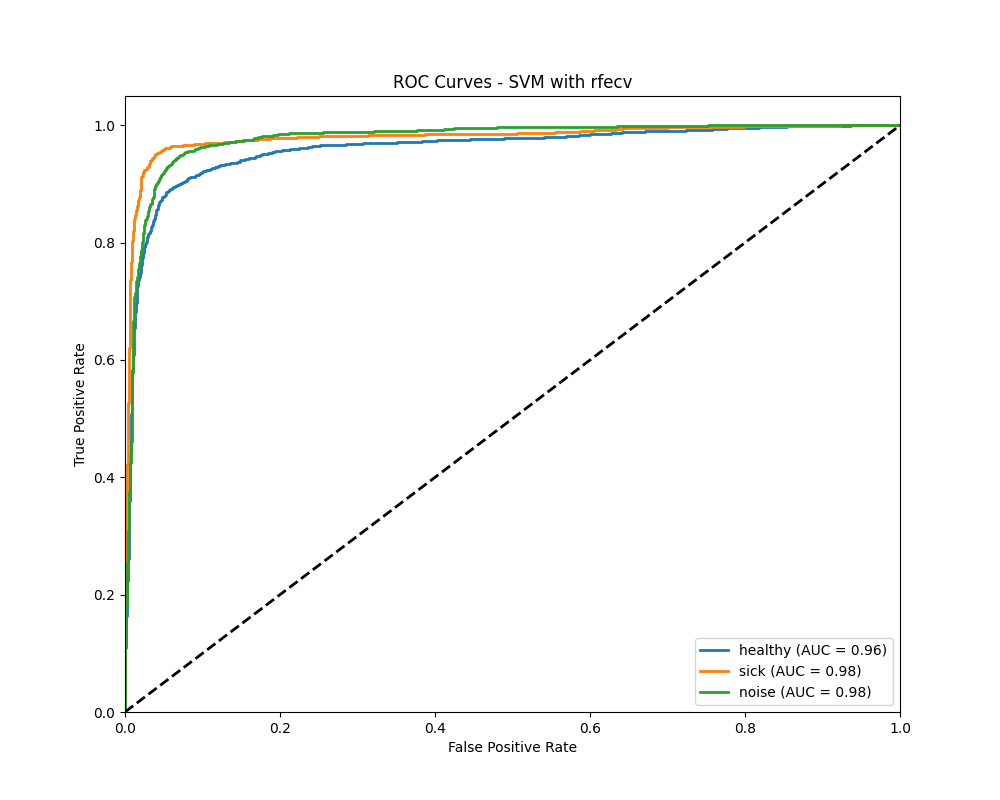 ROC Curves - SVM with rfecv
True Positive Rate
1.0
0.8
0.6
0.4
0.2
0.0
healthy (AUC = 0.96)
sick (AUC = 0.98)
noise (AUC = 0.98)
0.0 0.2 0.4 0.6 0.8 1.0
False Positive Rate